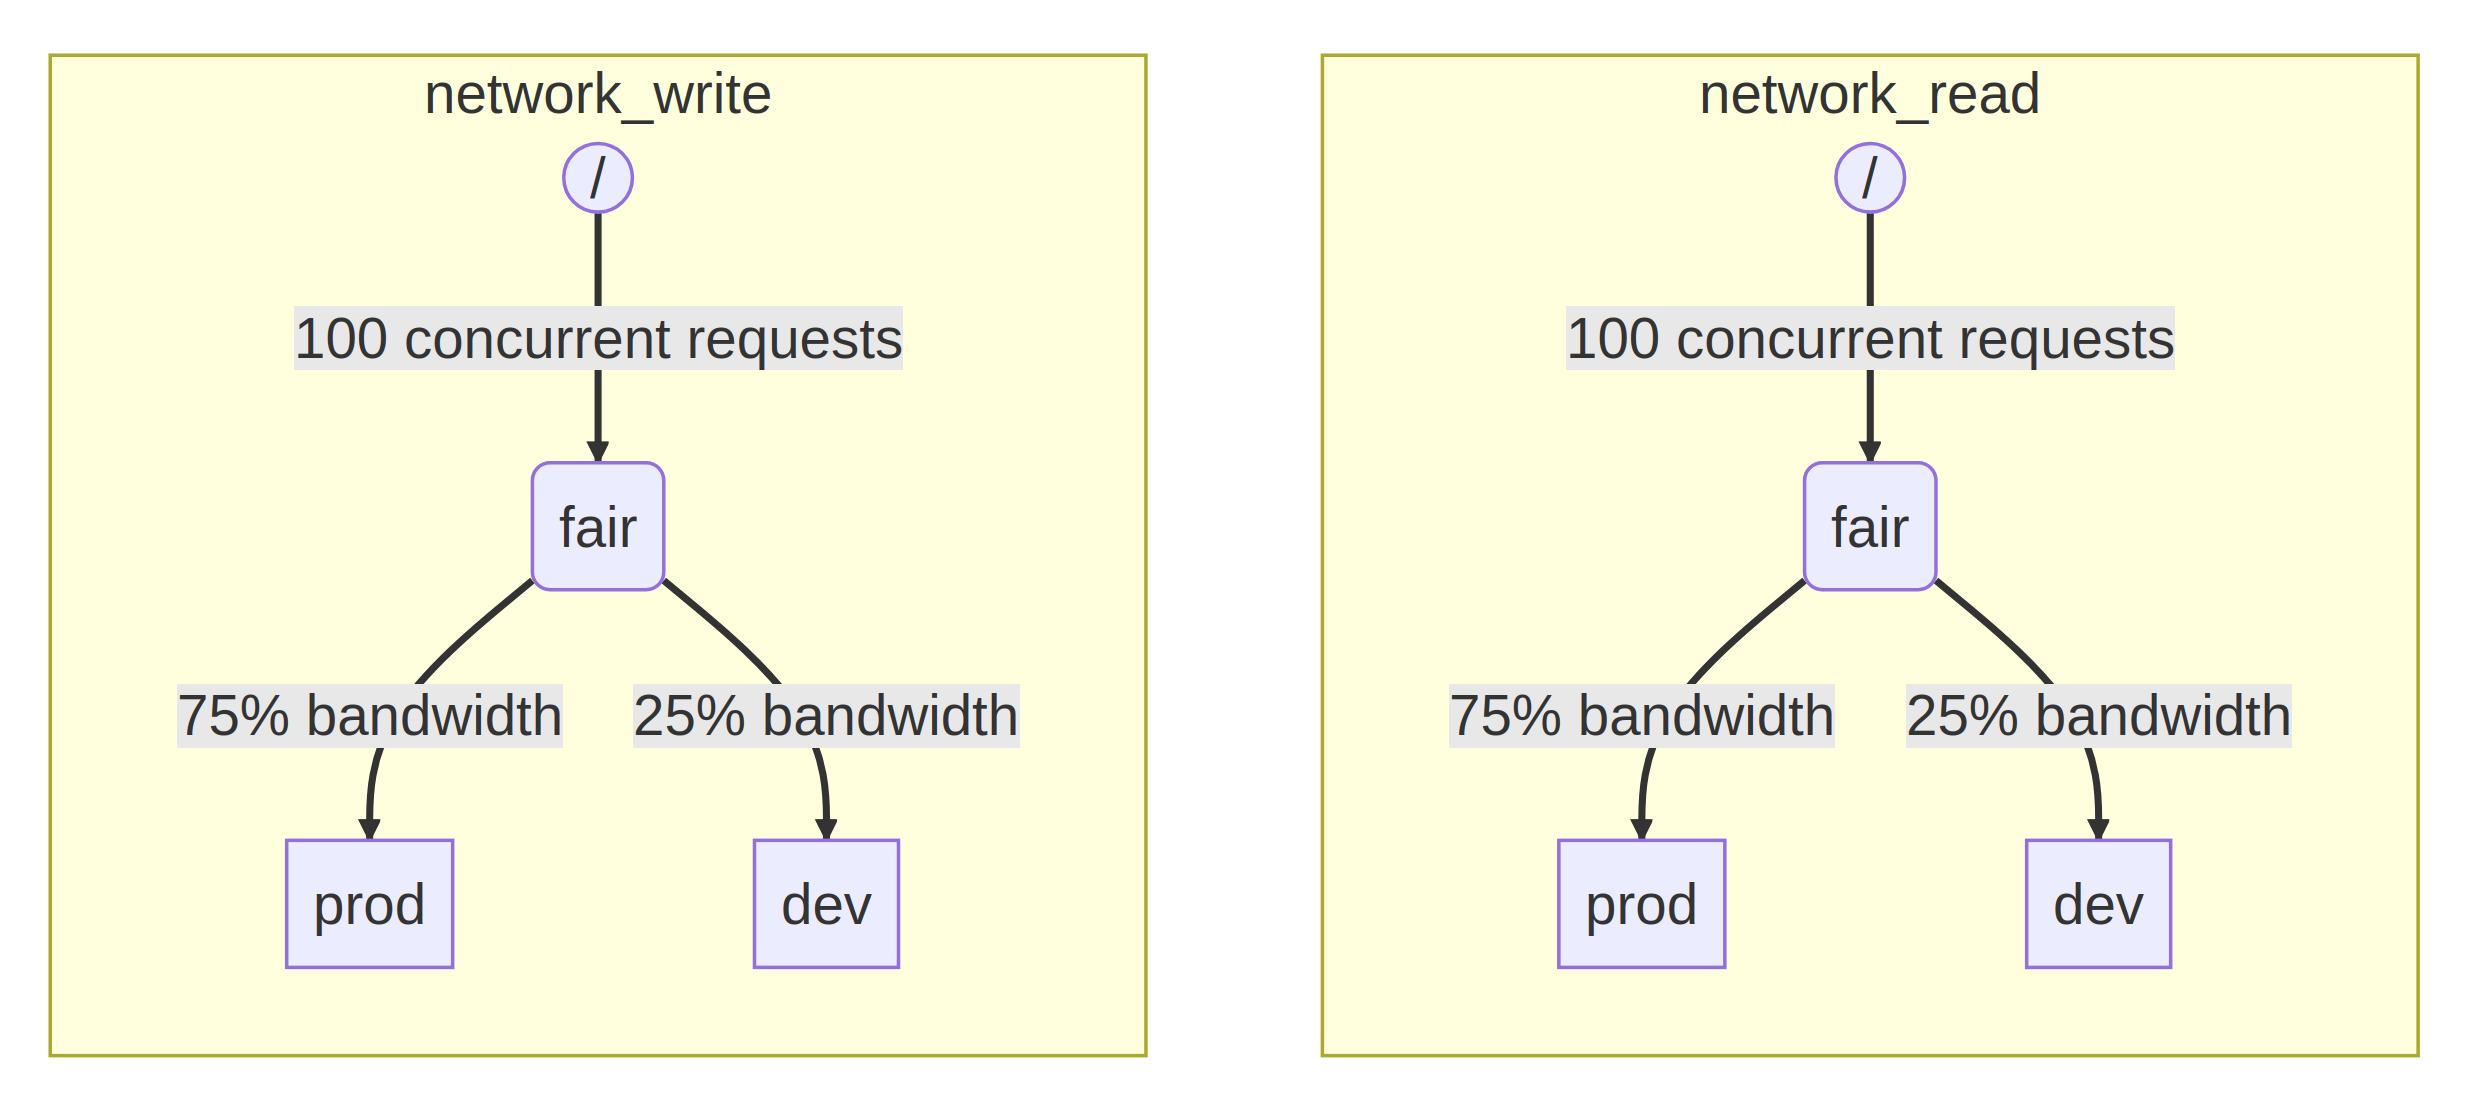 network_write
/
100 concurrent requests
fair
75% bandwidth
25% bandwidth
prod
dev
network_read
/
100 concurrent requests
fair
75% bandwidth
25% bandwidth
prod
dev